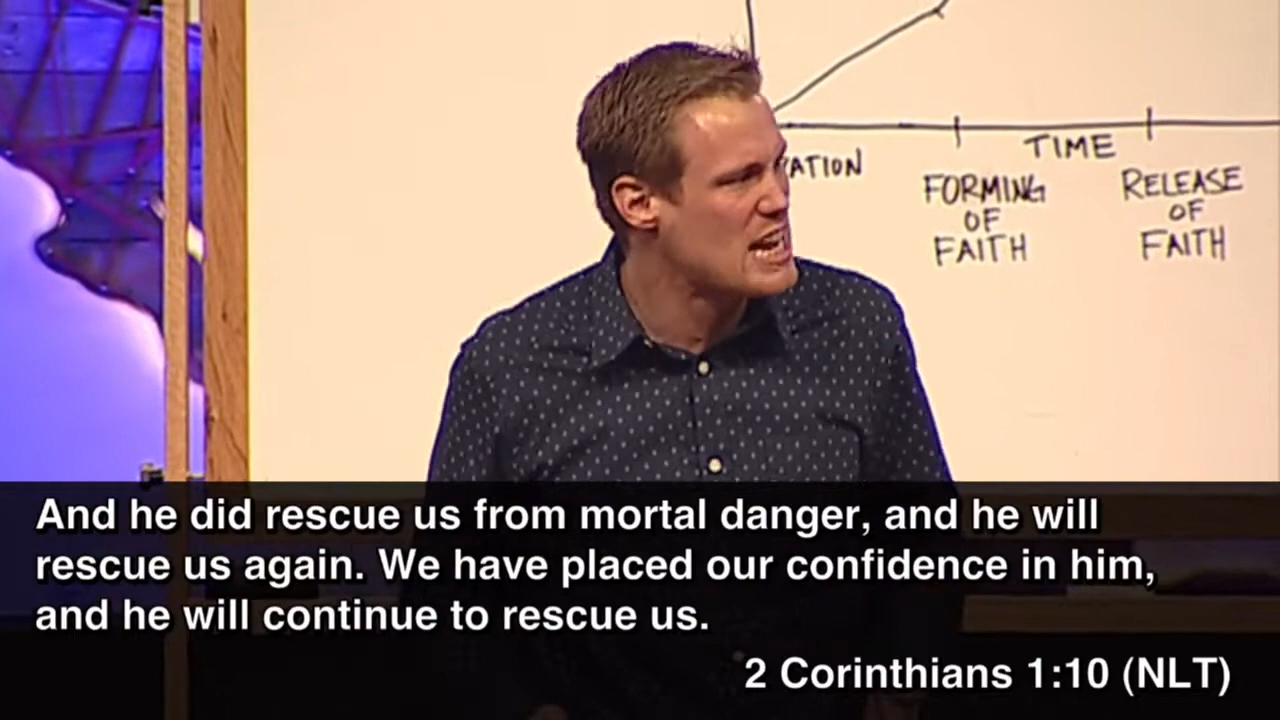 TIME
FORMING
OF
FAITH
RELEASE
OF
FAITH
And he did rescue us from mortal danger, and he will
rescue us again. We have placed our confidence in him,
and he will continue to rescue us.
2 Corinthians 1:10 (NLT)